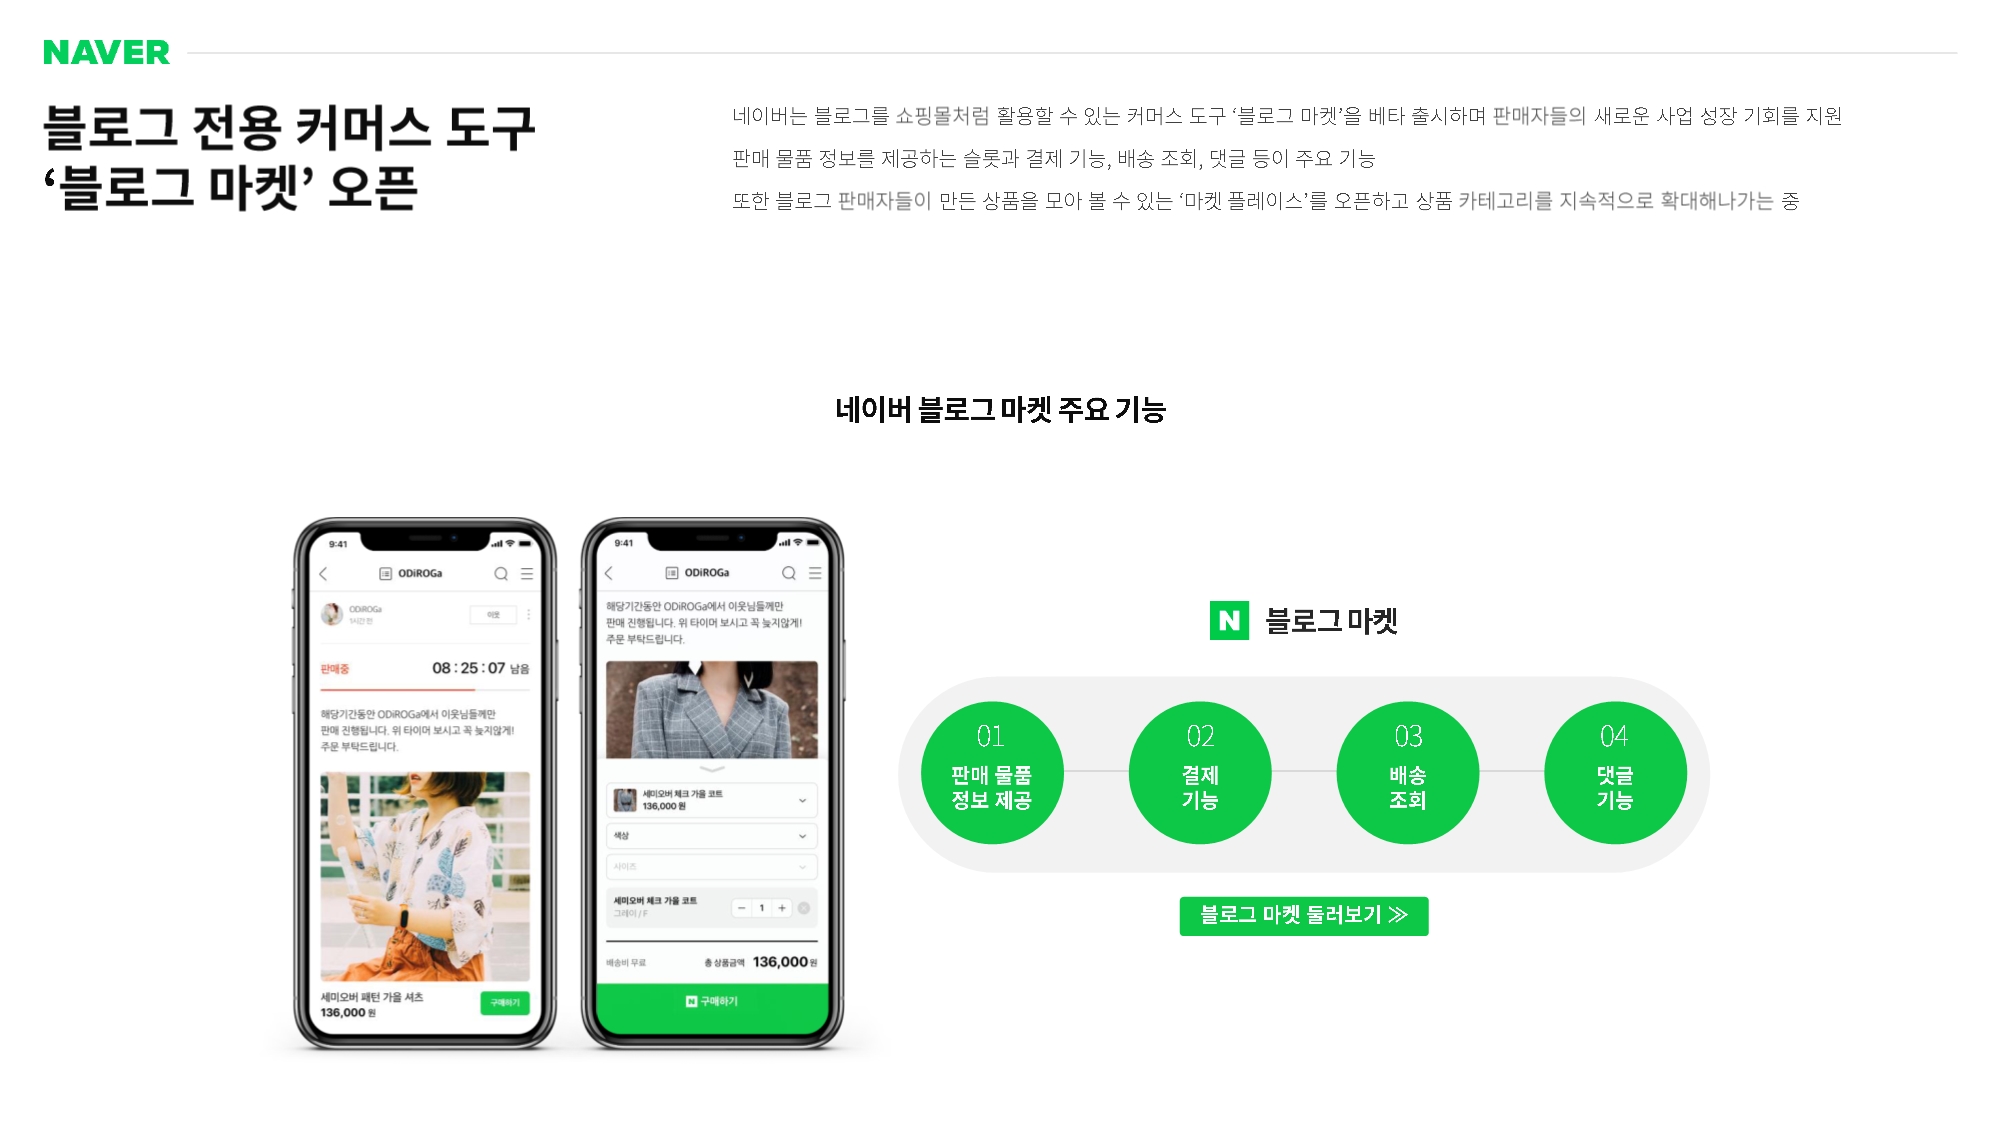 NAVER
블로그 전용 커머스 도구
‘블로그 마켓’ 오픈
네이버는 블로그를 쇼핑몰처럼 활용할 수 있는 커머스 도구 ‘블로그 마켓’을 베타 출시하며 판매자들의 새로운 사업 성장 기회를 지원
판매 물품 정보를 제공하는 슬롯과 결제 기능, 배송 조회, 댓글 등이 주요 기능
또한 블로그 판매자들이 만든 상품을 모아 볼 수 있는 ‘마켓 플레이스’를 오픈하고 상품 카테고리를 지속적으로 확대해나가는 중
네이버 블로그 마켓 주요 기능
9:41
ODiROGa
ODiROGa
1시간 전
이웃
판매중
08 : 25 : 07 남음
해당기간동안 ODiROGa에서 이웃님들께만
판매 진행됩니다. 위 타이머 보시고 꼭 늦지않게!
주문 부탁드립니다.
세미오버 패턴 가을 셔츠
136,000 원
구매하기
9:41
ODiROGa
해당기간동안 ODiROGa에서 이웃님들께만
판매 진행됩니다. 위 타이머 보시고 꼭 늦지않게!
주문 부탁드립니다.
세미오버 체크 가을 코트
136,000 원
색상
사이즈
세미오버 체크 가을 코트
그레이 / F
− 1 +
배송비 무료
총 상품금액 136,000원
N 구매하기
N 블로그 마켓
01
판매 물품
정보 제공
02
결제
기능
03
배송
조회
04
댓글
기능
블로그 마켓 둘러보기 ≫